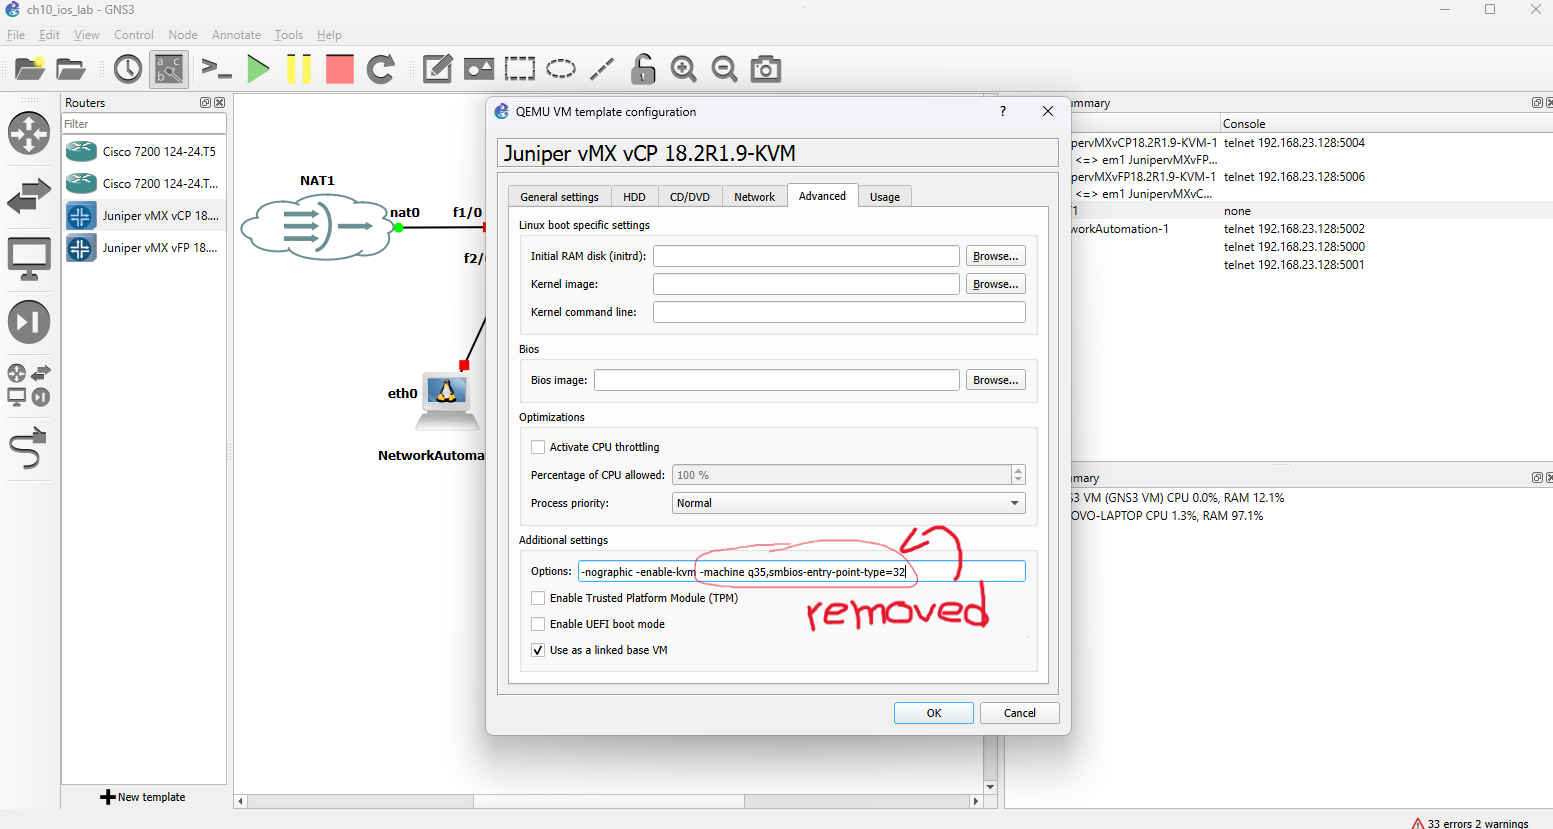 ch10_ios_lab - GNS3
File Edit View Control Node Annotate Tools Help
Routers
Filter
Cisco 7200 124-24.T5
Cisco 7200 124-24.T...
Juniper vMX vCP 18....
Juniper vMX vFP 18....
New template
NAT1
nat0
f1/0
f2/
eth0
NetworkAutoma
QEMU VM template configuration
?
Juniper vMX vCP 18.2R1.9-KVM
General settings HDD CD/DVD Network Advanced Usage
Linux boot specific settings
Initial RAM disk (initrd): Browse...
Kernel image: Browse...
Kernel command line:
Bios
Bios image: Browse...
Optimizations
Activate CPU throttling
Percentage of CPU allowed: 100 %
Process priority: Normal
Additional settings
Options: -nographic -enable-kvm -machine q35,smbios-entry-point-type=32
removed
Enable Trusted Platform Module (TPM)
Enable UEFI boot mode
Use as a linked base VM
OK Cancel
ummary
Console
pervMXvCP18.2R1.9-KVM-1 telnet 192.168.23.128:5004
<=> em1 JunipervMXvFP...
pervMXvFP18.2R1.9-KVM-1 telnet 192.168.23.128:5006
<=> em1 JunipervMXvC...
1 none
workAutomation-1 telnet 192.168.23.128:5002
telnet 192.168.23.128:5000
telnet 192.168.23.128:5001
mary
S3 VM (GNS3 VM) CPU 0.0%, RAM 12.1%
OVO-LAPTOP CPU 1.3%, RAM 97.1%
33 errors 2 warnings